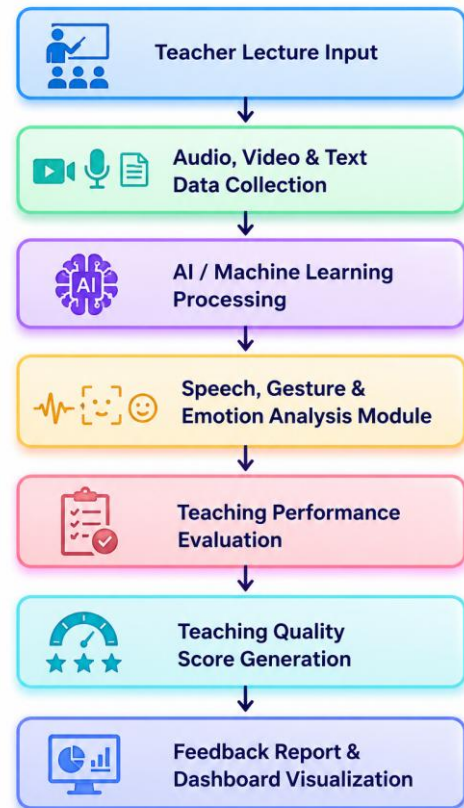 Teacher Lecture Input
Audio, Video & Text
Data Collection
AI
AI / Machine Learning
Processing
Speech, Gesture &
Emotion Analysis Module
Teaching Performance
Evaluation
Teaching Quality
Score Generation
Feedback Report &
Dashboard Visualization